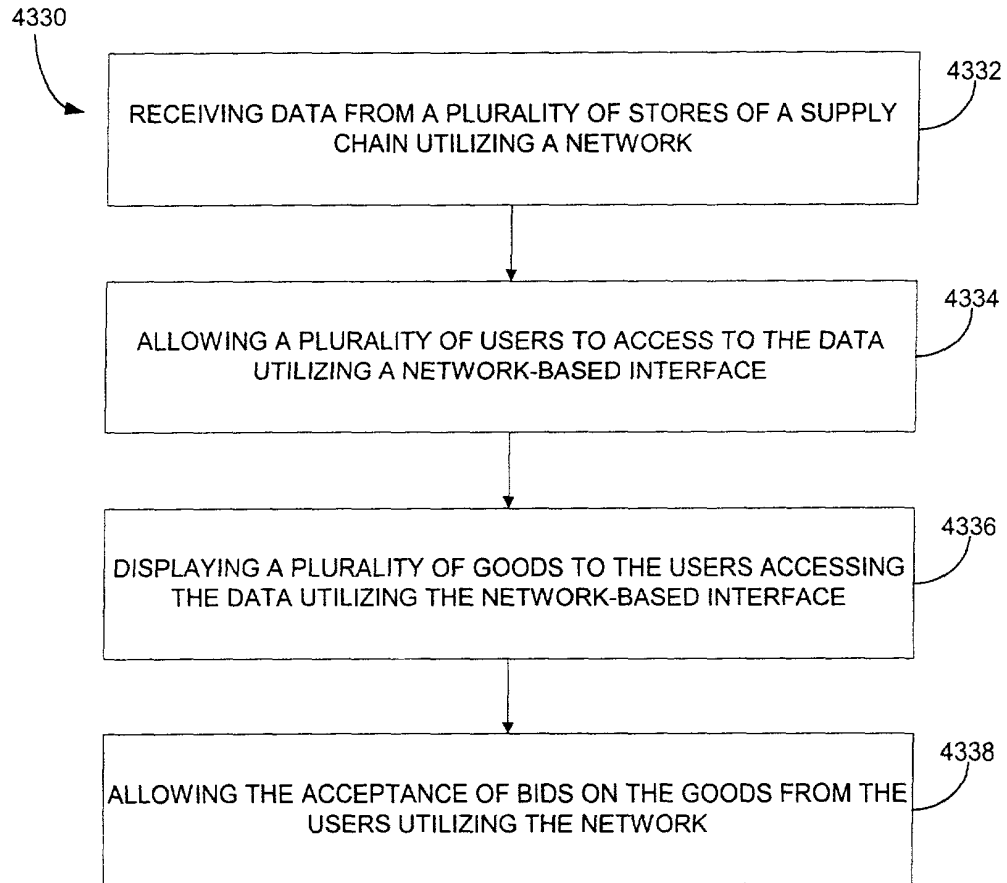 4330
4332
RECEIVING DATA FROM A PLURALITY OF STORES OF A SUPPLY
CHAIN UTILIZING A NETWORK
4334
ALLOWING A PLURALITY OF USERS TO ACCESS TO THE DATA
UTILIZING A NETWORK-BASED INTERFACE
4336
DISPLAYING A PLURALITY OF GOODS TO THE USERS ACCESSING
THE DATA UTILIZING THE NETWORK-BASED INTERFACE
4338
ALLOWING THE ACCEPTANCE OF BIDS ON THE GOODS FROM THE
USERS UTILIZING THE NETWORK